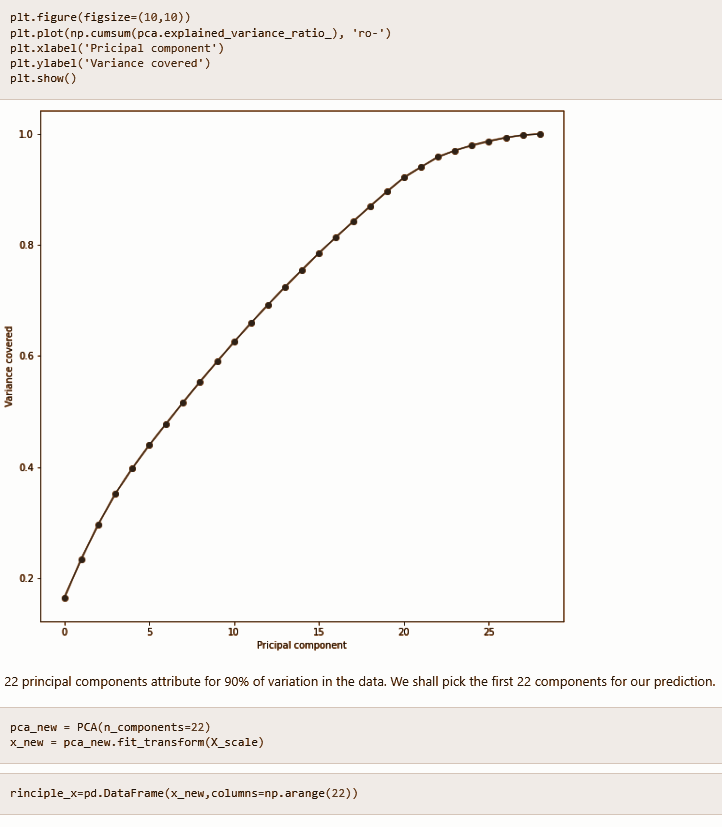 plt.figure(figsize=(10,10))
plt.plot(np.cumsum(pca.explained_variance_ratio_), 'ro-')
plt.xlabel('Pricipal component')
plt.ylabel('Variance covered')
plt.show()
1.0
0.8
0.6
0.4
0.2
Variance covered
0 5 10 15 20 25
Pricipal component
22 principal components attribute for 90% of variation in the data. We shall pick the first 22 components for our prediction.
pca_new = PCA(n_components=22)
x_new = pca_new.fit_transform(X_scale)
rinciple_x=pd.DataFrame(x_new,columns=np.arange(22))